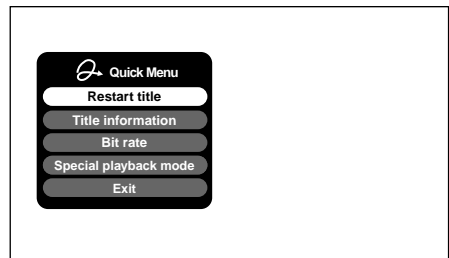 Quick Menu
Restart title
Title information
Bit rate
Special playback mode
Exit